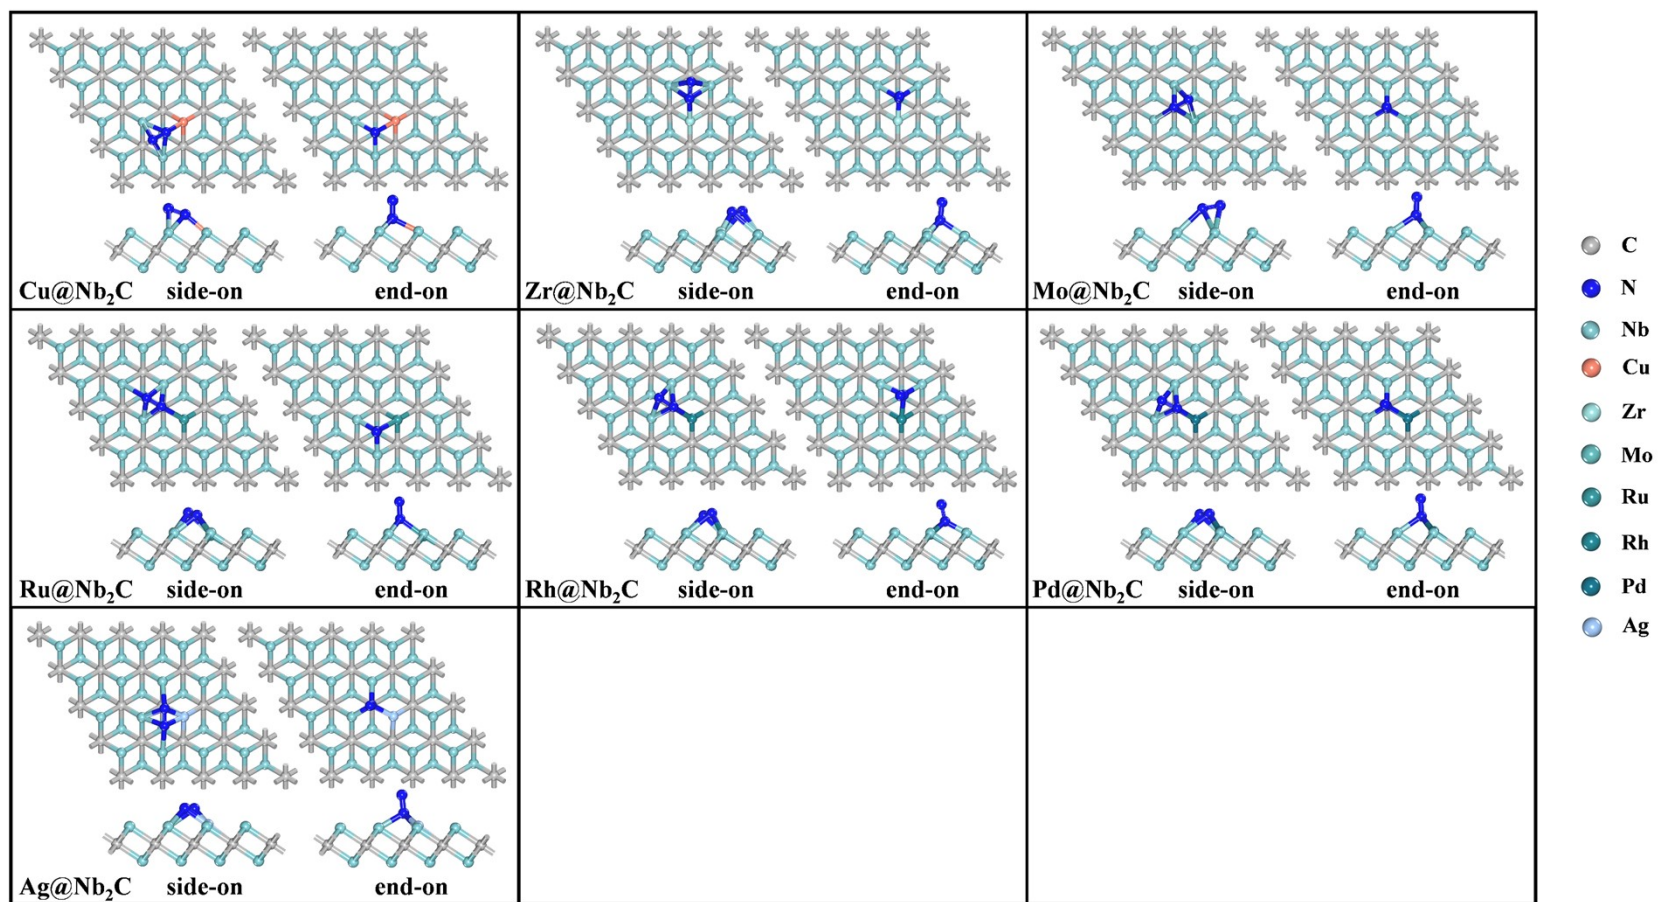 Cu@Nb₂C side-on end-on
Zr@Nb₂C side-on end-on
Mo@Nb₂C side-on end-on
Ru@Nb₂C side-on end-on
Rh@Nb₂C side-on end-on
Pd@Nb₂C side-on end-on
Ag@Nb₂C side-on end-on
C
N
Nb
Cu
Zr
Mo
Ru
Rh
Pd
Ag